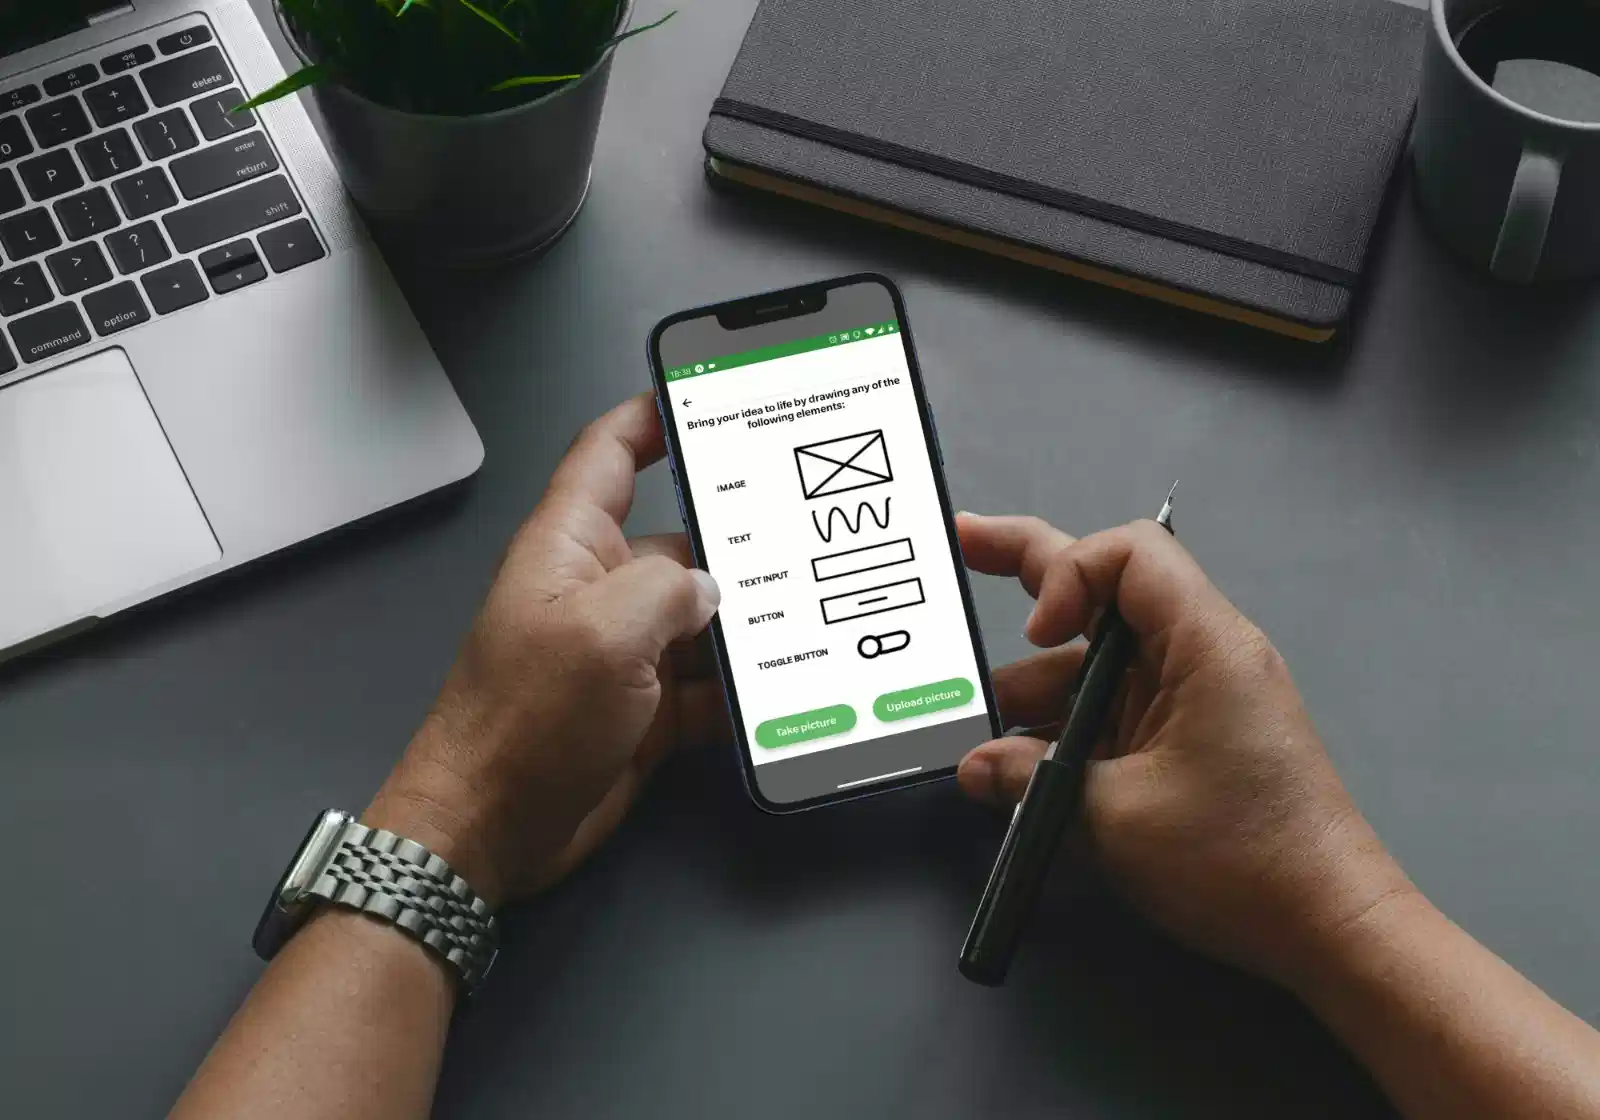 18:38
Bring your idea to life by drawing any of the
following elements:
IMAGE
TEXT
TEXT INPUT
BUTTON
TOGGLE BUTTON
Take picture
Upload picture
delete
+ =
_ -
} ]
{ [
| \
P
enter
return
" '
: ;
L
shift
? /
> .
< ,
option
command